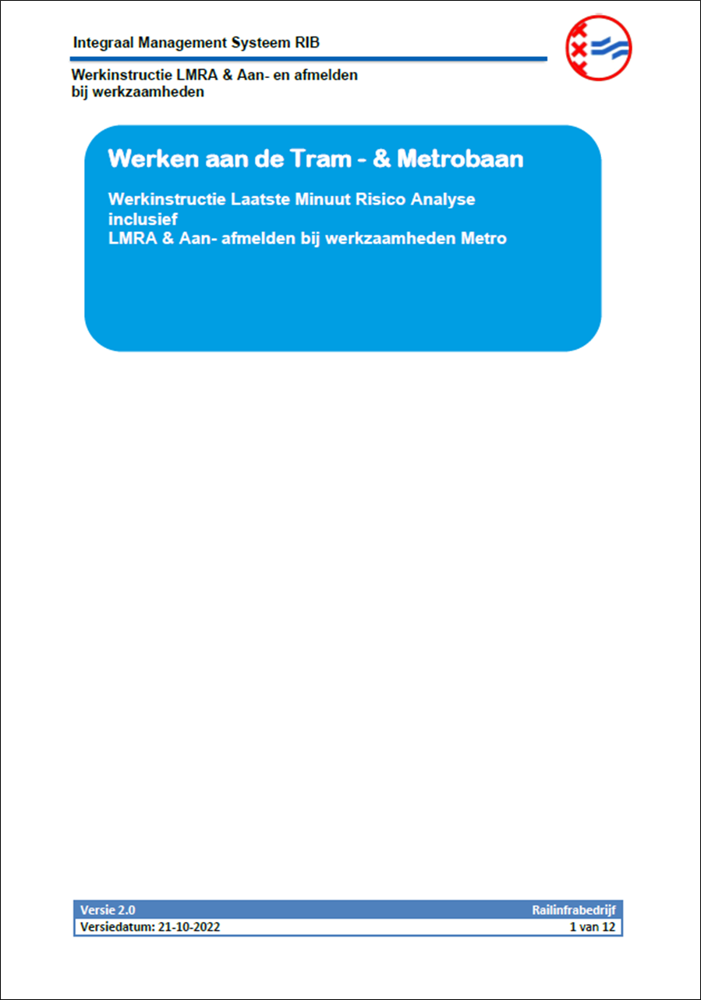 Integraal Management Systeem RIB
Werkinstructie LMRA & Aan- en afmelden
bij werkzaamheden
Werken aan de Tram - & Metrobaan
Werkinstructie Laatste Minuut Risico Analyse
inclusief
LMRA & Aan- afmelden bij werkzaamheden Metro
Versie 2.0 Railinfrabedrijf
Versiedatum: 21-10-2022 1 van 12